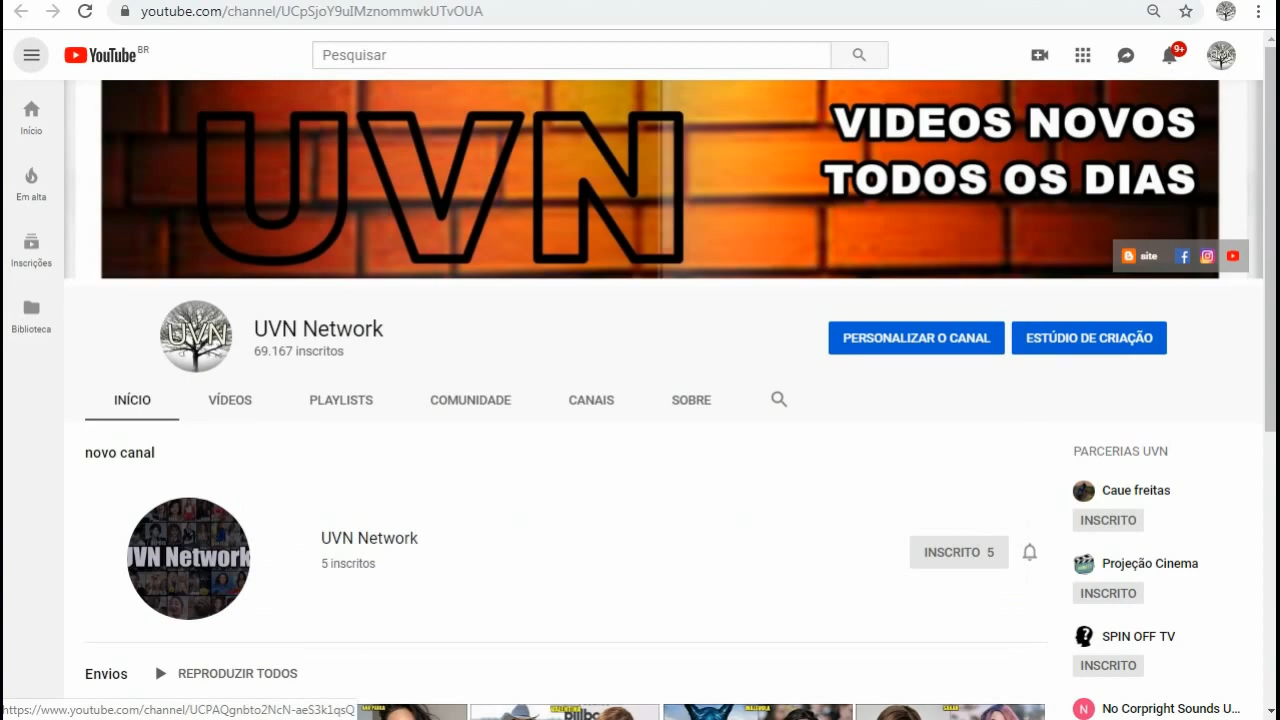 youtube.com/channel/UCpSjoY9uIMznommwkUTvOUA
YouTube BR
Pesquisar
9+
Início
Em alta
Inscrições
Biblioteca
UVN
VIDEOS NOVOS
TODOS OS DIAS
site
UVN
UVN Network
69.167 inscritos
PERSONALIZAR O CANAL
ESTÚDIO DE CRIAÇÃO
INÍCIO
VÍDEOS
PLAYLISTS
COMUNIDADE
CANAIS
SOBRE
novo canal
UVN Network
UVN Network
5 inscritos
INSCRITO 5
PARCERIAS UVN
Caue freitas
INSCRITO
Projeção Cinema
INSCRITO
SPIN OFF TV
INSCRITO
N
No Corpright Sounds U...
Envios
REPRODUZIR TODOS
https://www.youtube.com/channel/UCPAQgnbto2NcN-aeS3k1qsQ